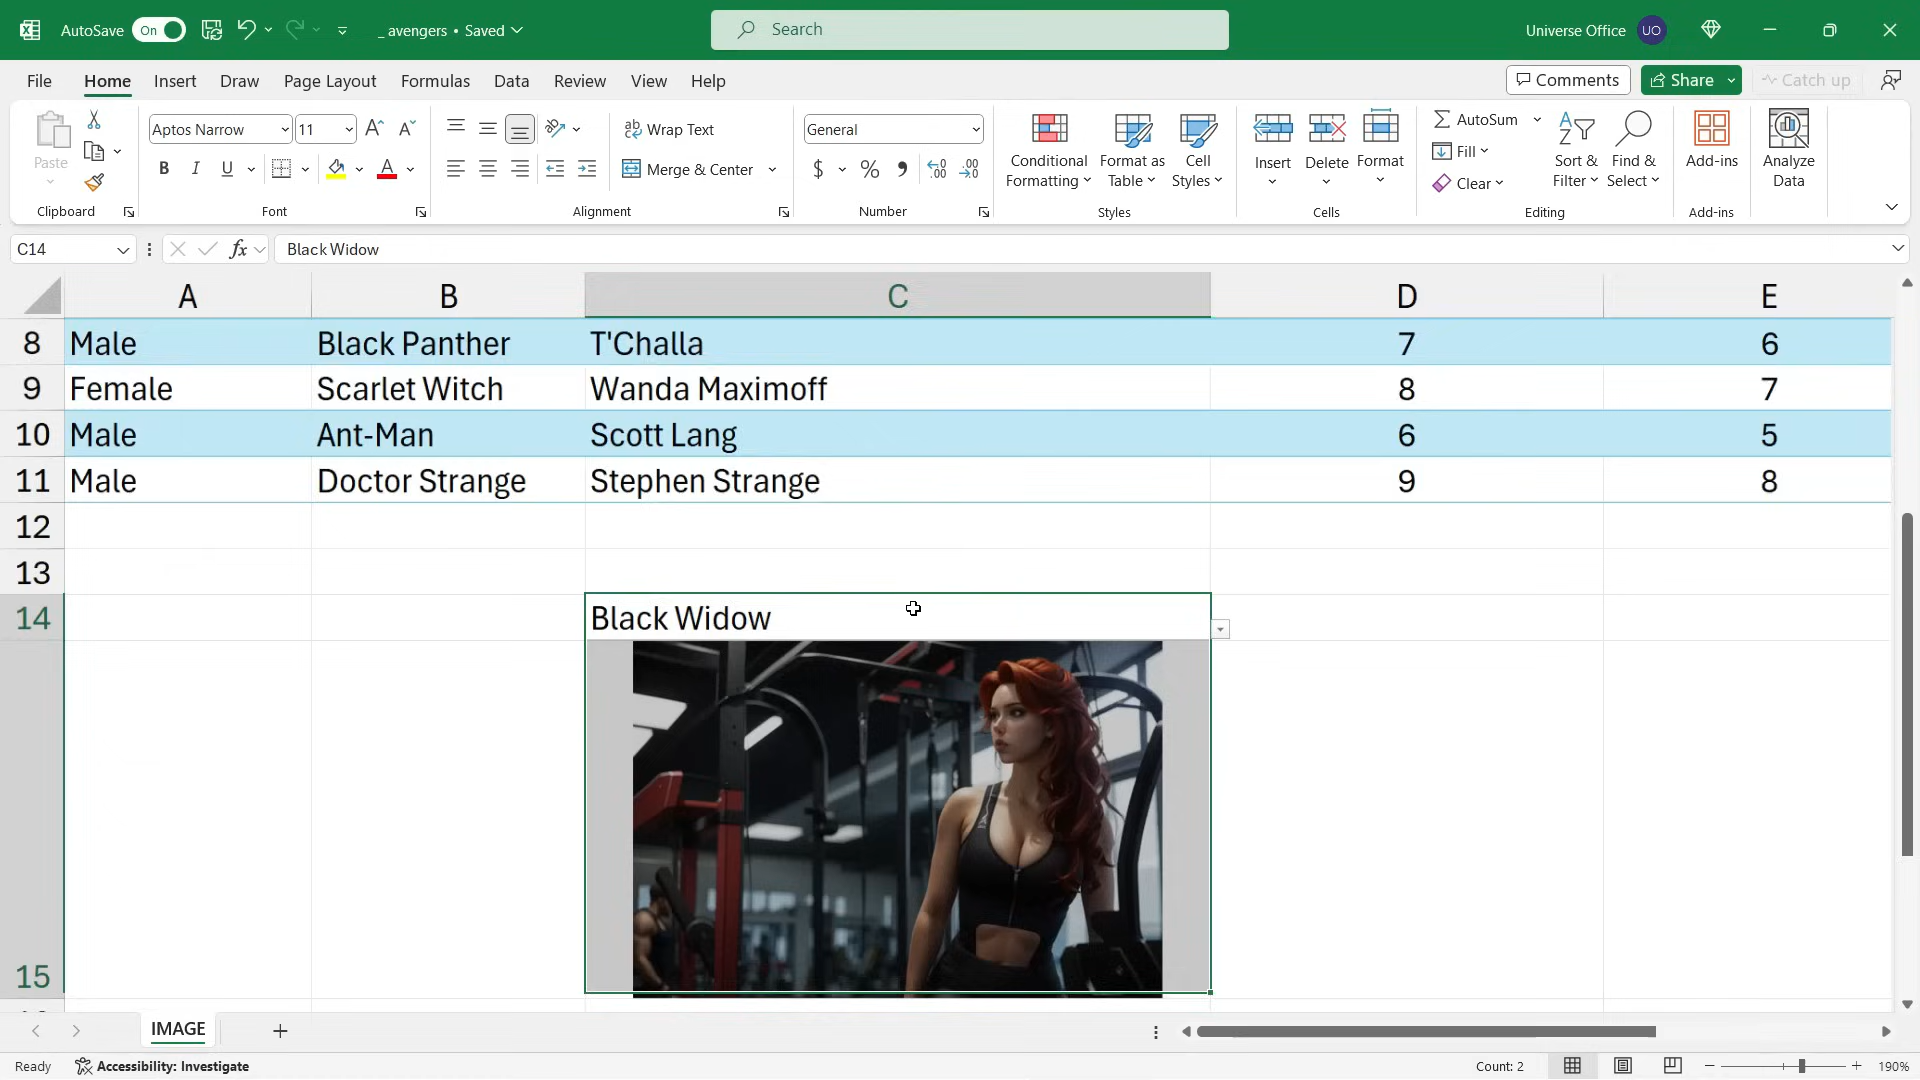 AutoSave On _ avengers • Saved Search Universe Office UO
File Home Insert Draw Page Layout Formulas Data Review View Help Comments Share Catch up
Paste
Clipboard
Aptos Narrow 11
B I U A
Font
ab Wrap Text
Merge & Center
Alignment
General
$ % 9 .00
Number
Conditional Formatting
Format as Table
Cell Styles
Styles
Insert
Delete
Format
Cells
AutoSum
Fill
Clear
Sort & Filter
Find & Select
Editing
Add-ins
Add-ins
Analyze Data
C14 fx Black Widow
A B C D E
8 Male Black Panther T'Challa 7 6
9 Female Scarlet Witch Wanda Maximoff 8 7
10 Male Ant-Man Scott Lang 6 5
11 Male Doctor Strange Stephen Strange 9 8
12
13
14 Black Widow
15
IMAGE
Ready Accessibility: Investigate Count: 2 190%